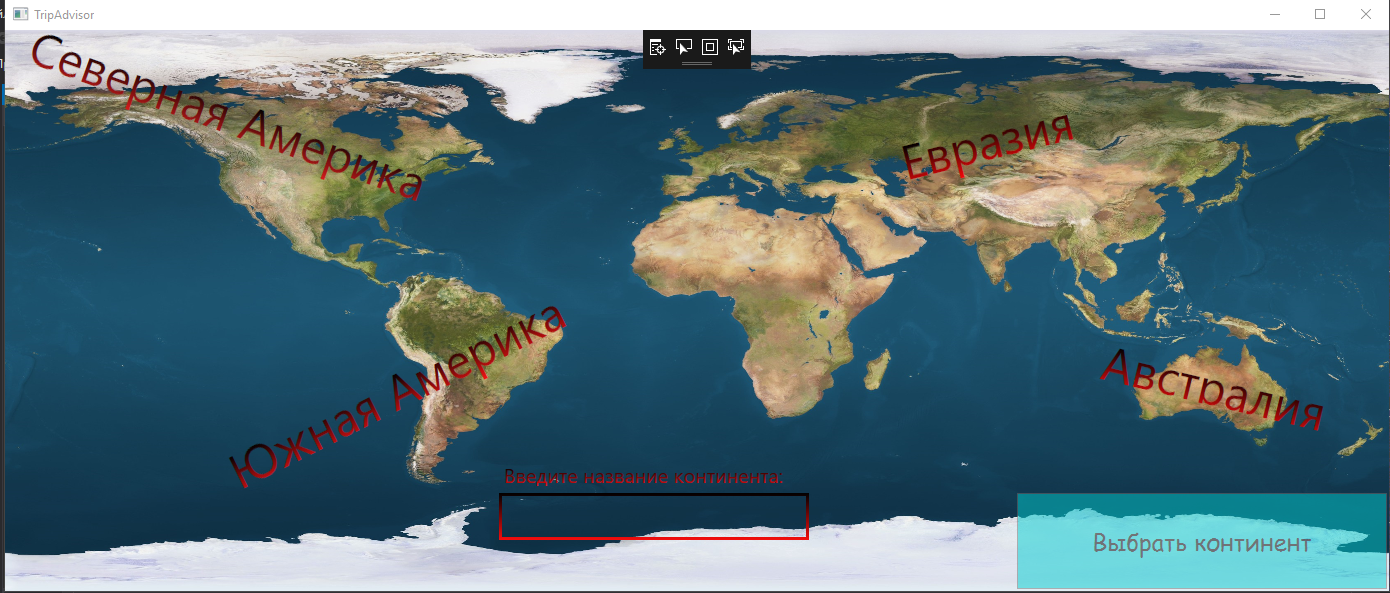 TripAdvisor
Северная Америка
Евразия
Южная Америка
Австралия
Введите название континента:
Выбрать континент